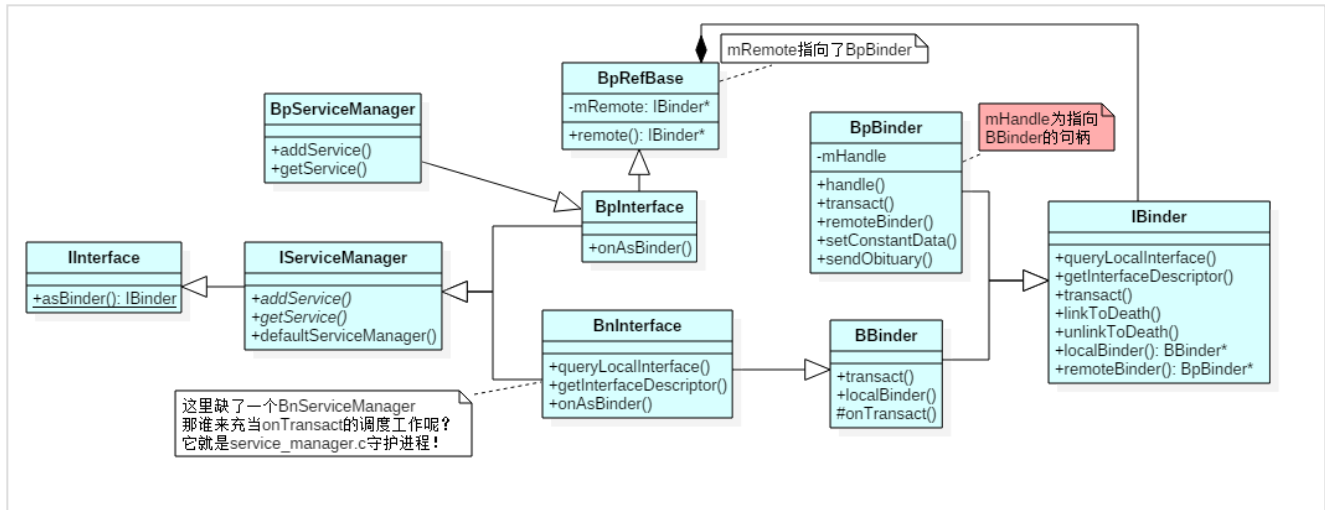 mRemote指向了BpBinder
BpRefBase
-mRemote: IBinder*
+remote(): IBinder*
BpServiceManager
+addService()
+getService()
BpBinder
-mHandle
+handle()
+transact()
+remoteBinder()
+setConstantData()
+sendObituary()
mHandle为指向
BBinder的句柄
BpInterface
+onAsBinder()
IBinder
+queryLocalInterface()
+getInterfaceDescriptor()
+transact()
+linkToDeath()
+unlinkToDeath()
+localBinder(): BBinder*
+remoteBinder(): BpBinder*
IInterface
+asBinder(): IBinder
IServiceManager
+addService()
+getService()
+defaultServiceManager()
BnInterface
+queryLocalInterface()
+getInterfaceDescriptor()
+onAsBinder()
BBinder
+transact()
+localBinder()
#onTransact()
这里缺了一个BnServiceManager
那谁来充当onTransact的调度工作呢?
它就是service_manager.c守护进程!